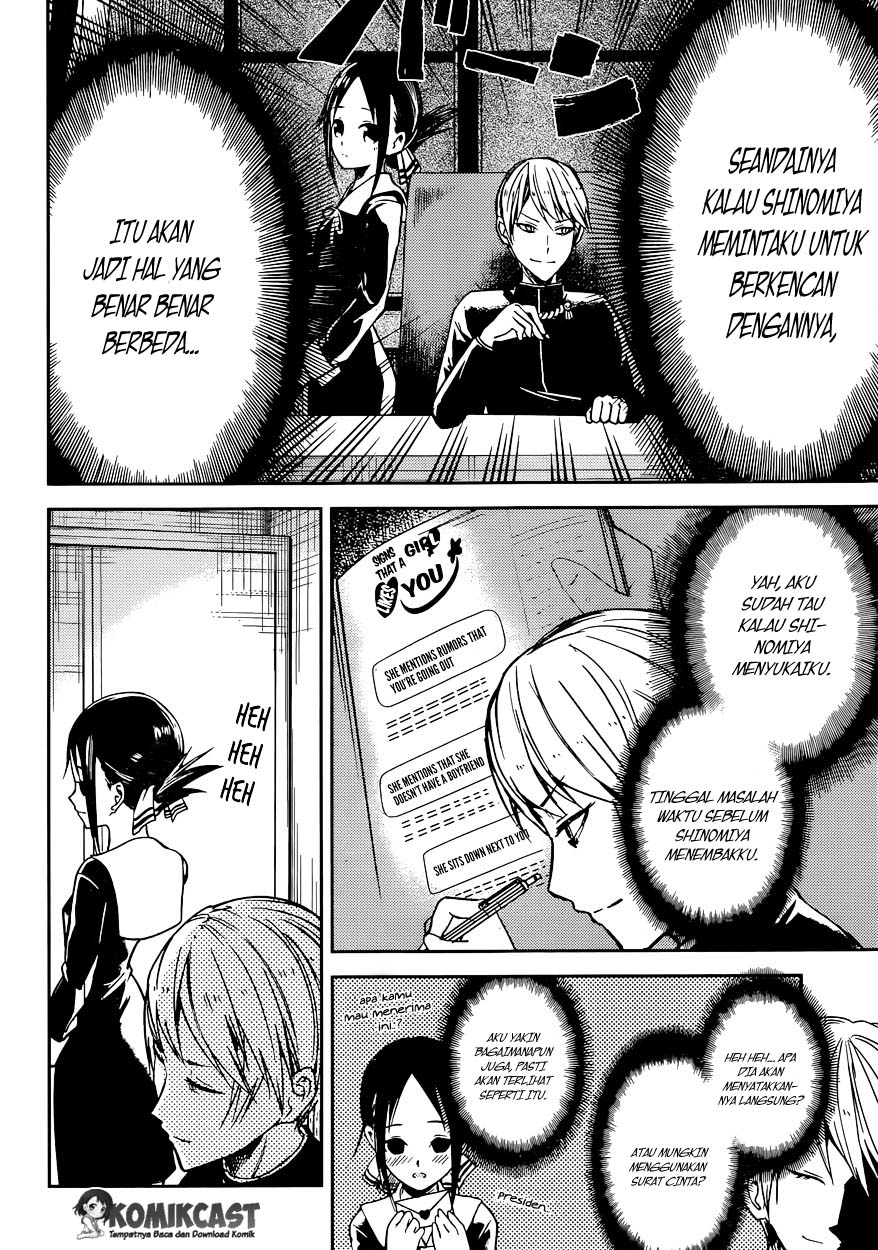 バーン
SEANDAINYA
KALAU SHINOMIYA
MEMINTAKU UNTUK
BERKENCAN
DENGANNYA,
ITU AKAN
JADI HAL YANG
BENAR BENAR
BERBEDA...
SIGNS
THAT A GIRL
LIKES YOU
SHE MENTIONS RUMORS THAT
YOU'RE GOING OUT
SHE MENTIONS THAT SHE
DOESN'T HAVE A BOYFRIEND
SHE SITS DOWN NEXT TO YOU
YAH, AKU
SUDAH TAU
KALAU SHI-
NOMIYA
MENYUKAIKU.
TINGGAL MASALAH
WAKTU SEBELUM
SHINOMIYA
MENEMBAKKU.
HEH
HEH
HEH
HEH HEH... APA
DIA AKAN
MENYATAKKAN-
NYA LANGSUNG?
ATAU MUNGKIN
MENGGUNAKAN
SURAT CINTA?
AKU YAKIN
BAGAIMANAPUN
JUGA, PASTI
AKAN TERLIHAT
SEPERTI ITU.
apa kamu
mau menerima
ini?
Presiden
KOMIKCAST
Tempatnya Baca dan Download Komik